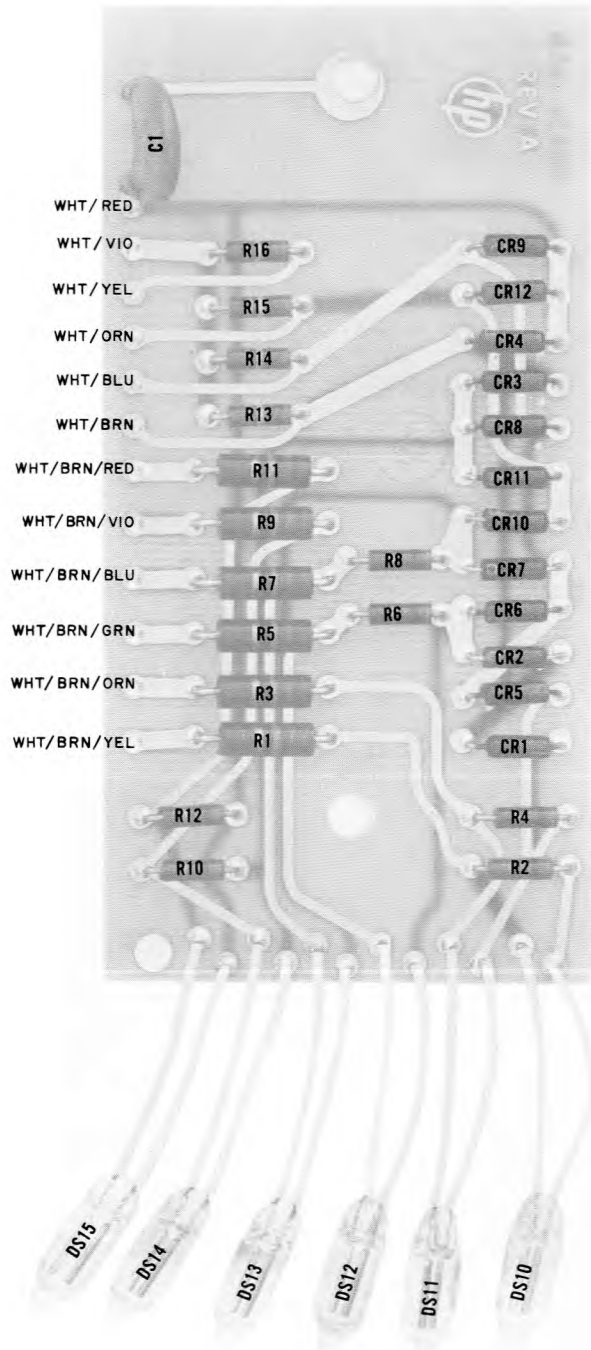 hp
REV A
C1
WHT/RED
WHT/VIO
R16
CR9
WHT/YEL
CR12
R15
WHT/ORN
CR4
R14
WHT/BLU
CR3
R13
WHT/BRN
CR8
WHT/BRN/RED
R11
CR11
WHT/BRN/VIO
R9
CR10
R8
CR7
WHT/BRN/BLU
R7
CR6
R6
WHT/BRN/GRN
R5
CR2
WHT/BRN/ORN
R3
CR5
WHT/BRN/YEL
R1
CR1
R12
R4
R10
R2
DS15
DS14
DS13
DS12
DS11
DS10